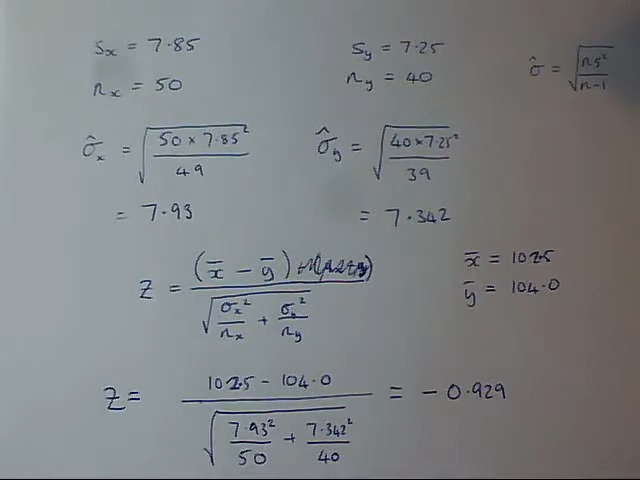 Sx = 7.85 Sy = 7.25 σ̂ = √(ns²/n-1)
nx = 50 ny = 40
σ̂x = √(50 × 7.85²/49) σ̂y = √(40 × 7.25²/39)
= 7.93 = 7.342
Z = (x̄ - ȳ) / √(σx²/nx + σy²/ny) x̄ = 102.5
ȳ = 104.0
Z = 102.5 - 104.0 / √(7.93²/50 + 7.342²/40) = - 0.929